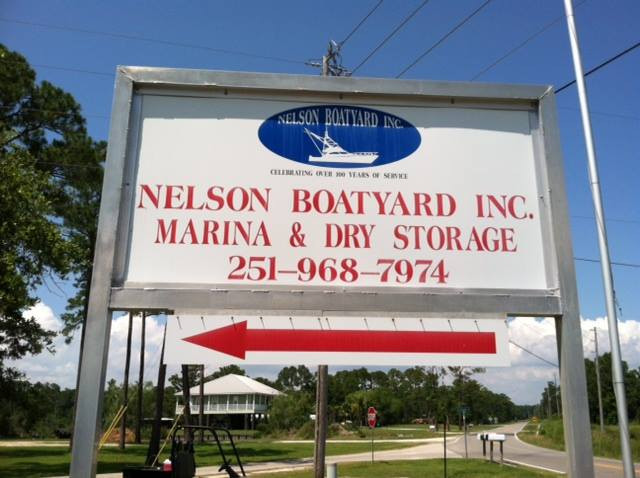 NELSON BOATYARD INC.
CELEBRATING OVER 100 YEARS OF SERVICE
NELSON BOATYARD INC.
MARINA & DRY STORAGE
251-968-7974